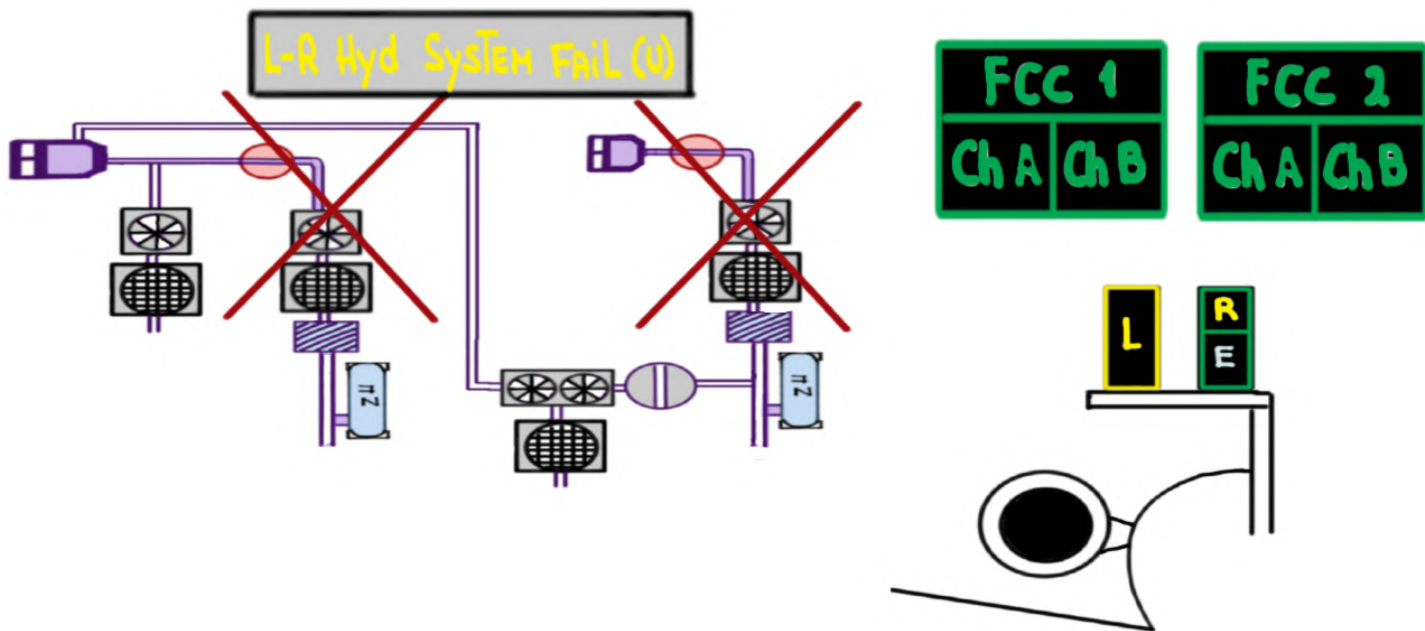 L-R Hyd SYSTEM FAiL (U)
FCC 1
Ch A
Ch B
FCC 2
Ch A
Ch B
L
R
E